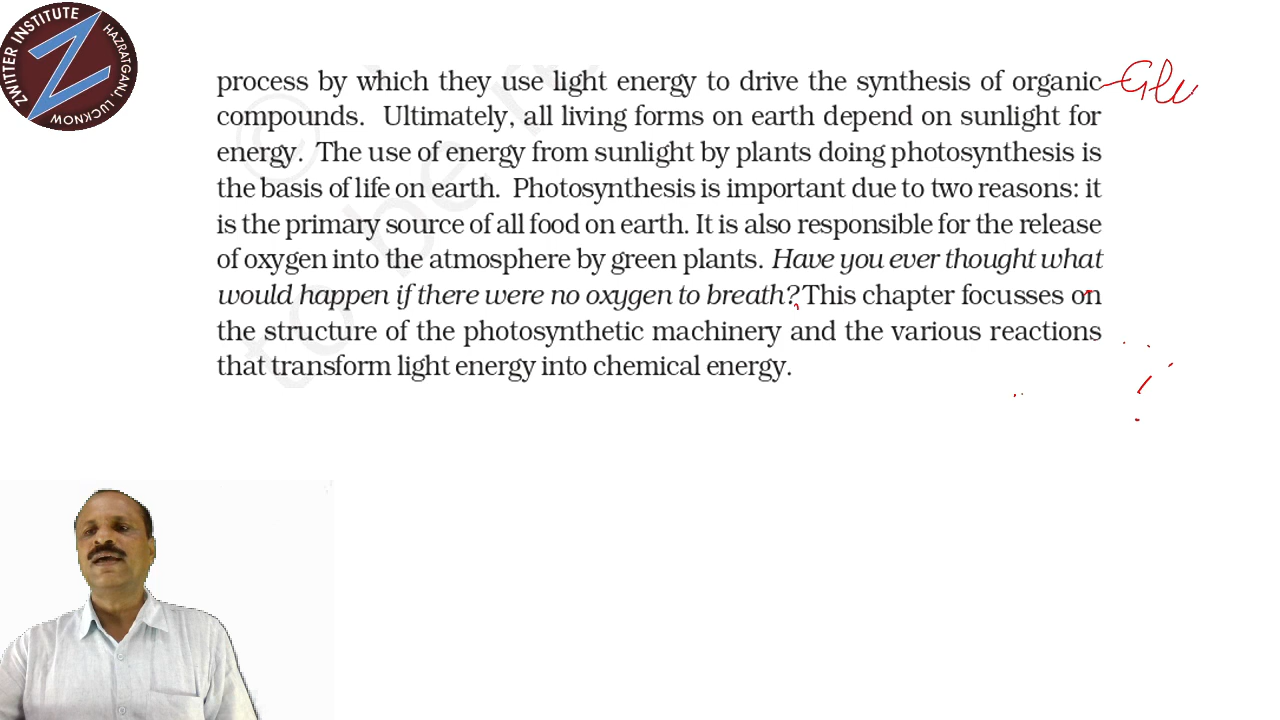 ZWITTER INSTITUTE
HAZRATGANJ, LUCKNOW
process by which they use light energy to drive the synthesis of organic
Glu
compounds. Ultimately, all living forms on earth depend on sunlight for
energy. The use of energy from sunlight by plants doing photosynthesis is
the basis of life on earth. Photosynthesis is important due to two reasons: it
is the primary source of all food on earth. It is also responsible for the release
of oxygen into the atmosphere by green plants. Have you ever thought what
would happen if there were no oxygen to breath? This chapter focusses on
the structure of the photosynthetic machinery and the various reactions
that transform light energy into chemical energy.
©
to be